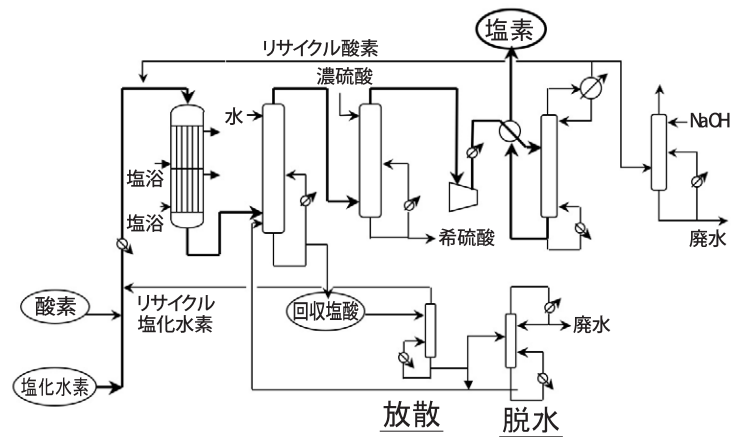 塩素
リサイクル酸素
濃硫酸
水
NaOH
塩浴
塩浴
希硫酸
廃水
酸素
リサイクル
塩化水素
回収塩酸
廃水
塩化水素
放散
脱水